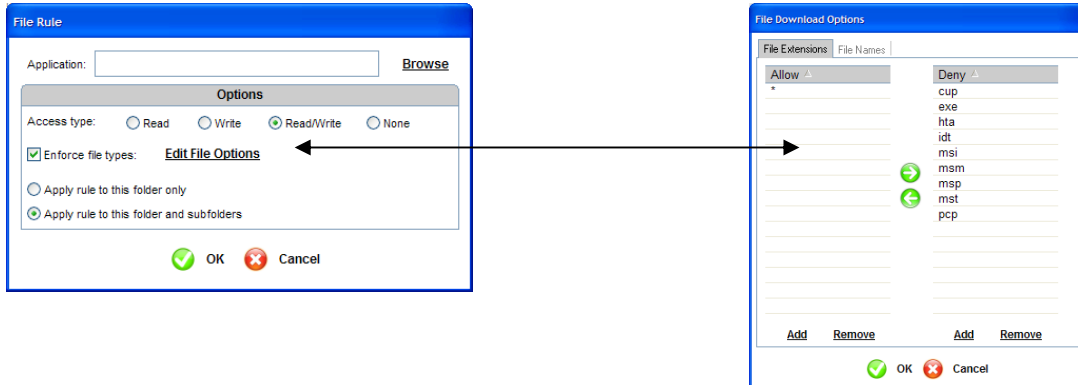 File Rule
Application: Browse
Options
Access type: Read Write Read/Write None
Enforce file types: Edit File Options
Apply rule to this folder only
Apply rule to this folder and subfolders
OK Cancel
File Download Options
File Extensions File Names
Allow Deny
* cup
exe
hta
idt
msi
msm
msp
mst
pcp
Add Remove Add Remove
OK Cancel